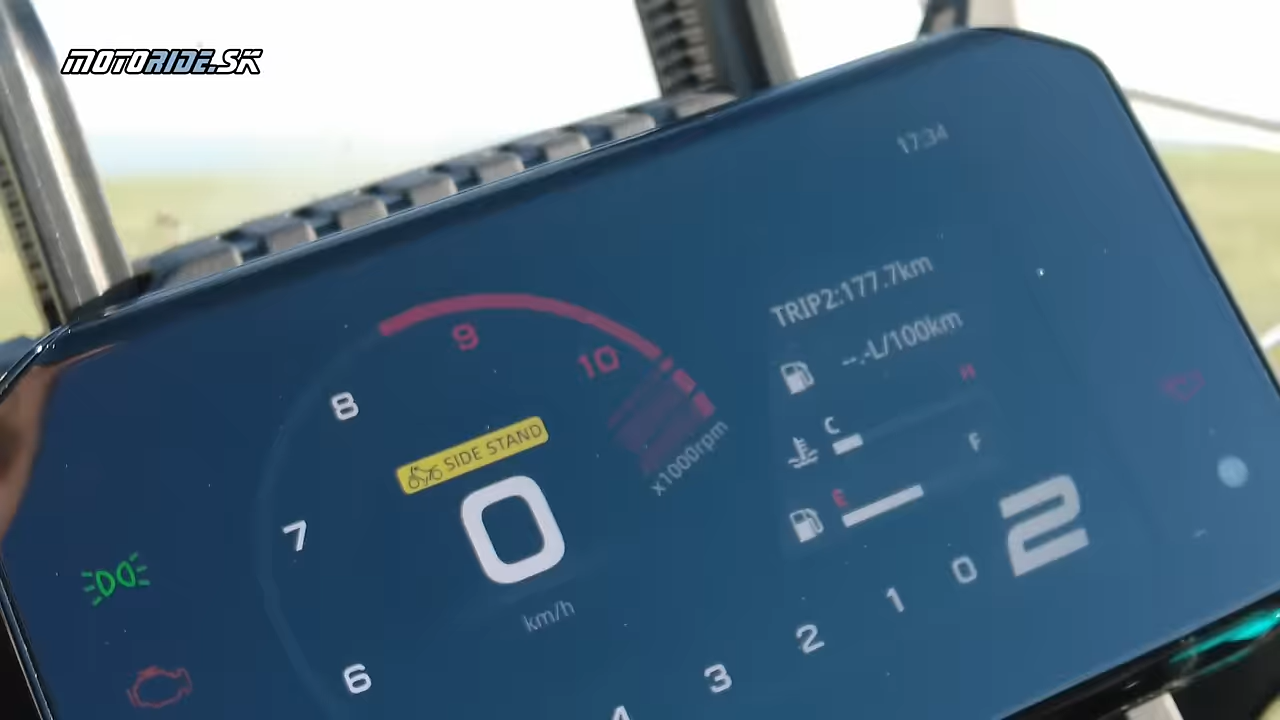 MOTORIDE.SK
17:34
TRIP2:177.7km
--.-L/100km
H
C
F
E
9
10
8
SIDE STAND
x1000rpm
7
0
km/h
2
6
4
3
2
1
0